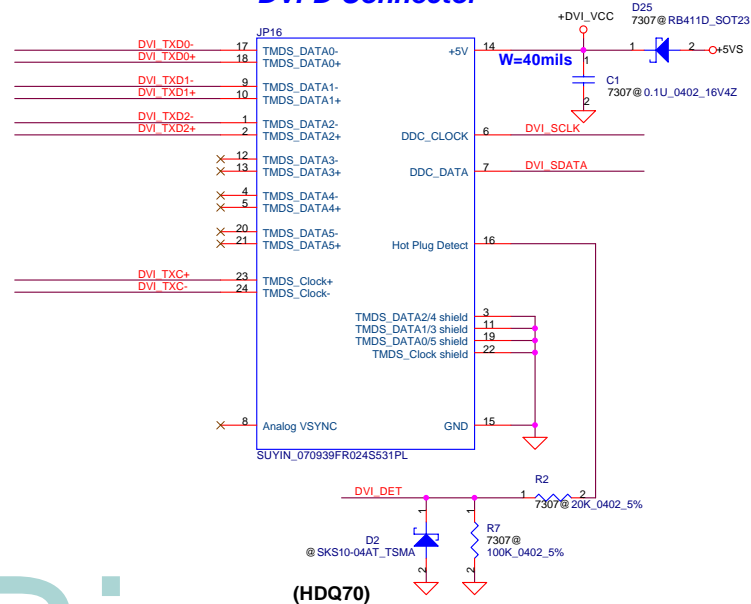 DVI-D Connector
+DVI_VCC
D25
7307@RB411D_SOT23
JP16
DVI_TXD0- 17 TMDS_DATA0- +5V 14 1 2 +5VS
DVI_TXD0+ 18 TMDS_DATA0+ W=40mils 1
DVI_TXD1- 9 TMDS_DATA1- C1
DVI_TXD1+ 10 TMDS_DATA1+ 2 7307@0.1U_0402_16V4Z
DVI_TXD2- 1 TMDS_DATA2-
DVI_TXD2+ 2 TMDS_DATA2+ DDC_CLOCK 6 DVI_SCLK
12 TMDS_DATA3-
13 TMDS_DATA3+ DDC_DATA 7 DVI_SDATA
4 TMDS_DATA4-
5 TMDS_DATA4+
20 TMDS_DATA5-
21 TMDS_DATA5+ Hot Plug Detect 16
DVI_TXC+ 23 TMDS_Clock+
DVI_TXC- 24 TMDS_Clock-
TMDS_DATA2/4 shield 3
TMDS_DATA1/3 shield 11
TMDS_DATA0/5 shield 19
TMDS_Clock shield 22
8 Analog VSYNC GND 15
SUYIN_070939FR024S531PL
R2
DVI_DET 1 2
7307@20K_0402_5%
1 1
D2 R7
@SKS10-04AT_TSMA 7307@
100K_0402_5%
2 2
(HDQ70)